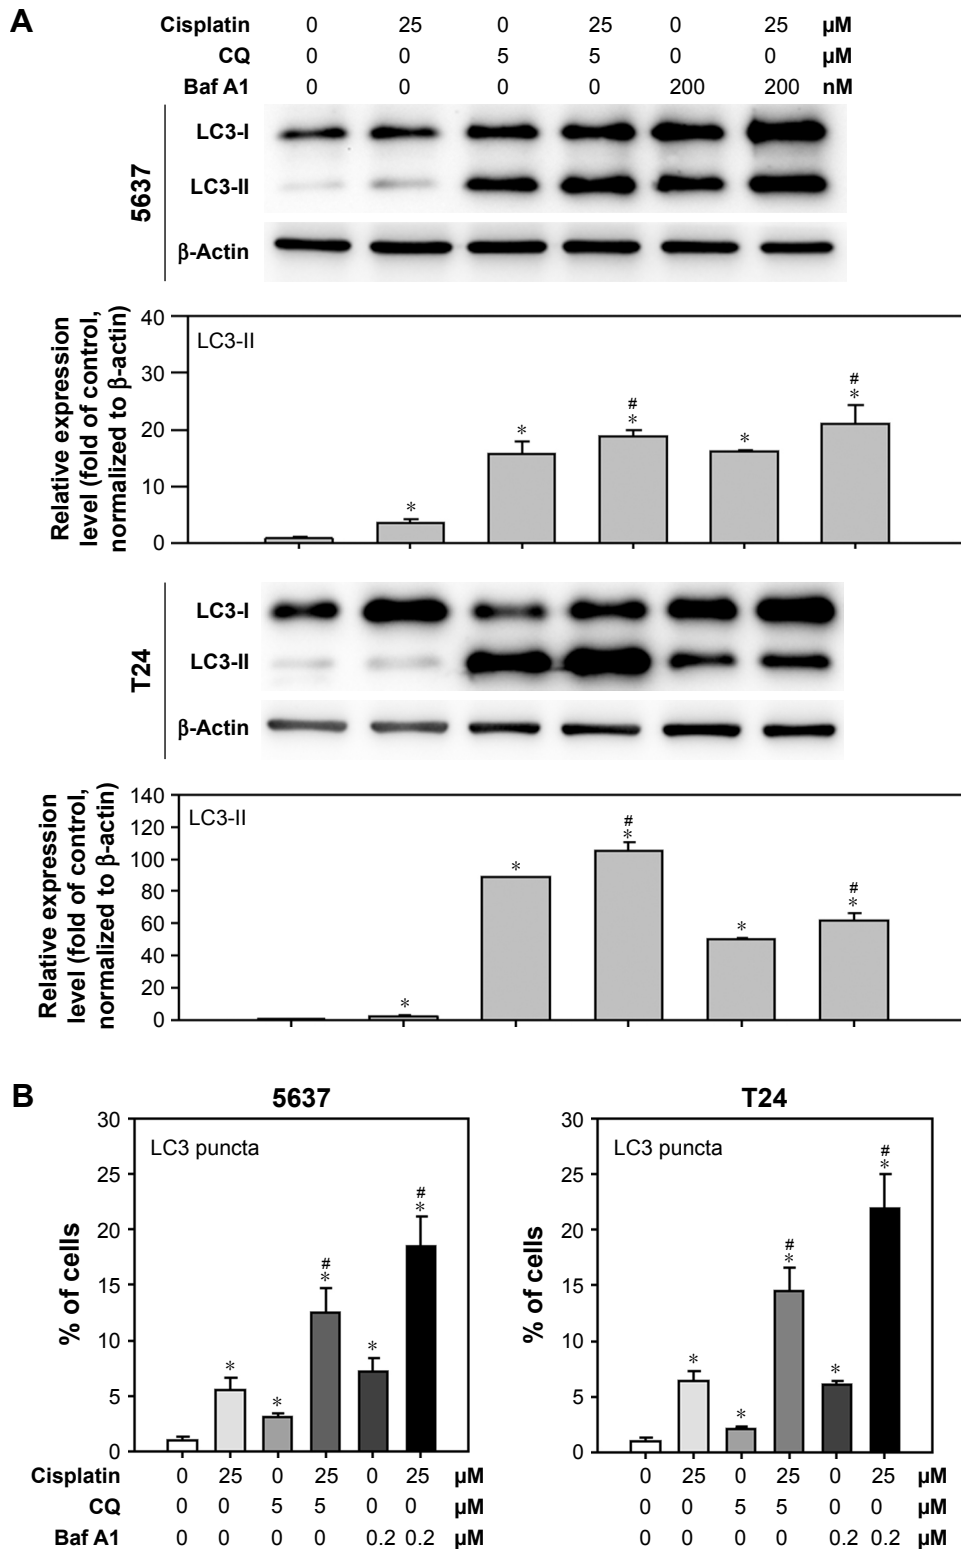 A
Cisplatin 0 25 0 25 0 25 µM
CQ 0 0 5 5 0 0 µM
Baf A1 0 0 0 0 200 200 nM
5637
LC3-I
LC3-II
β-Actin
Relative expression
level (fold of control,
normalized to β-actin)
40
30
20
10
0
LC3-II
*
*
#
*
*
#
*
T24
LC3-I
LC3-II
β-Actin
Relative expression
level (fold of control,
normalized to β-actin)
140
120
100
80
60
40
20
0
LC3-II
*
*
#
*
*
#
*
B
5637
% of cells
30
25
20
15
10
5
0
LC3 puncta
*
*
#
*
*
#
*
Cisplatin 0 25 0 25 0 25 µM
CQ 0 0 5 5 0 0 µM
Baf A1 0 0 0 0 0.2 0.2 µM
T24
% of cells
30
25
20
15
10
5
0
LC3 puncta
*
*
#
*
*
#
*
0 25 0 25 0 25 µM
0 0 5 5 0 0 µM
0 0 0 0 0.2 0.2 µM